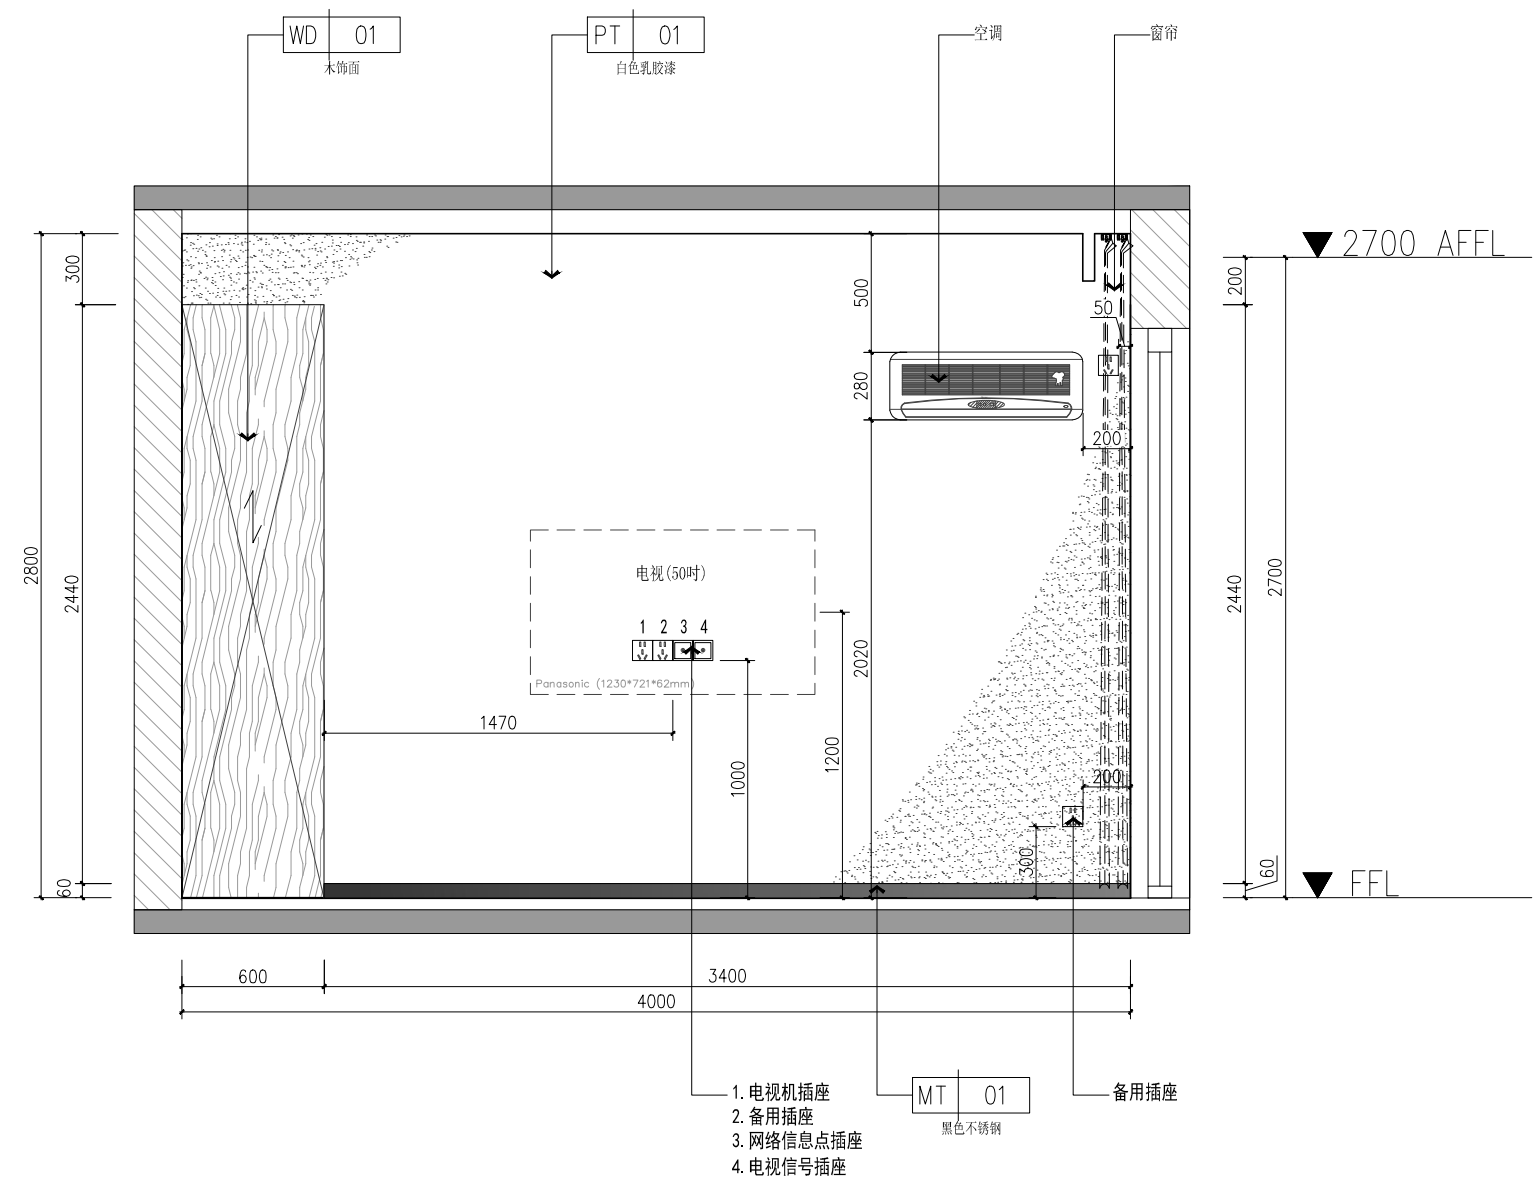 WD 01
木饰面
PT 01
白色乳胶漆
空调
窗帘
2700 AFFL
300
500
200
50
280
200
2800
2440
电视(50吋)
2440
2700
1 2 3 4
2020
Panasonic (1230*721*62mm)
1470
1200
1000
200
300
60
60
FFL
600
3400
4000
1. 电视机插座
2. 备用插座
3. 网络信息点插座
4. 电视信号插座
MT 01
黑色不锈钢
备用插座